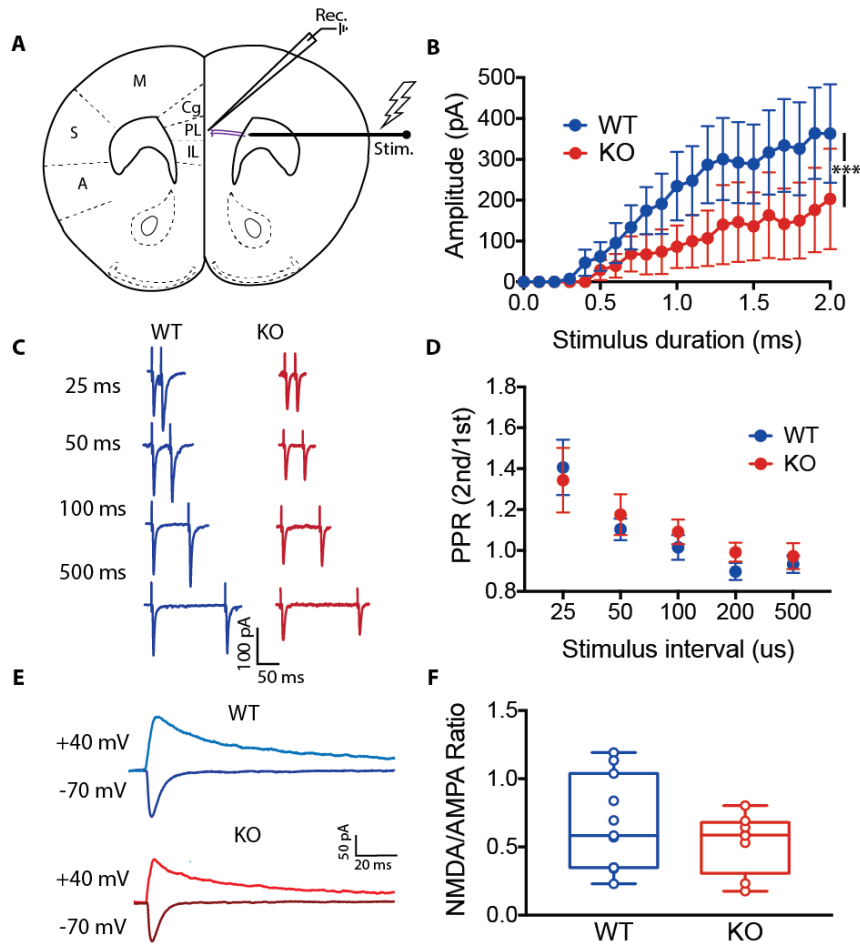 A
Rec.
M
Cg
S
PL
IL
A
Stim.
B
Amplitude (pA)
500
400
300
200
100
0
WT
KO
***
0.0 0.5 1.0 1.5 2.0
Stimulus duration (ms)
C
WT KO
25 ms
50 ms
100 ms
500 ms
100 pA
50 ms
D
PPR (2nd/1st)
1.8
1.6
1.4
1.2
1.0
0.8
WT
KO
25 50 100 200 500
Stimulus interval (us)
E
WT
+40 mV
-70 mV
KO
50 pA
20 ms
+40 mV
-70 mV
F
NMDA/AMPA Ratio
1.5
1.0
0.5
0.0
WT KO